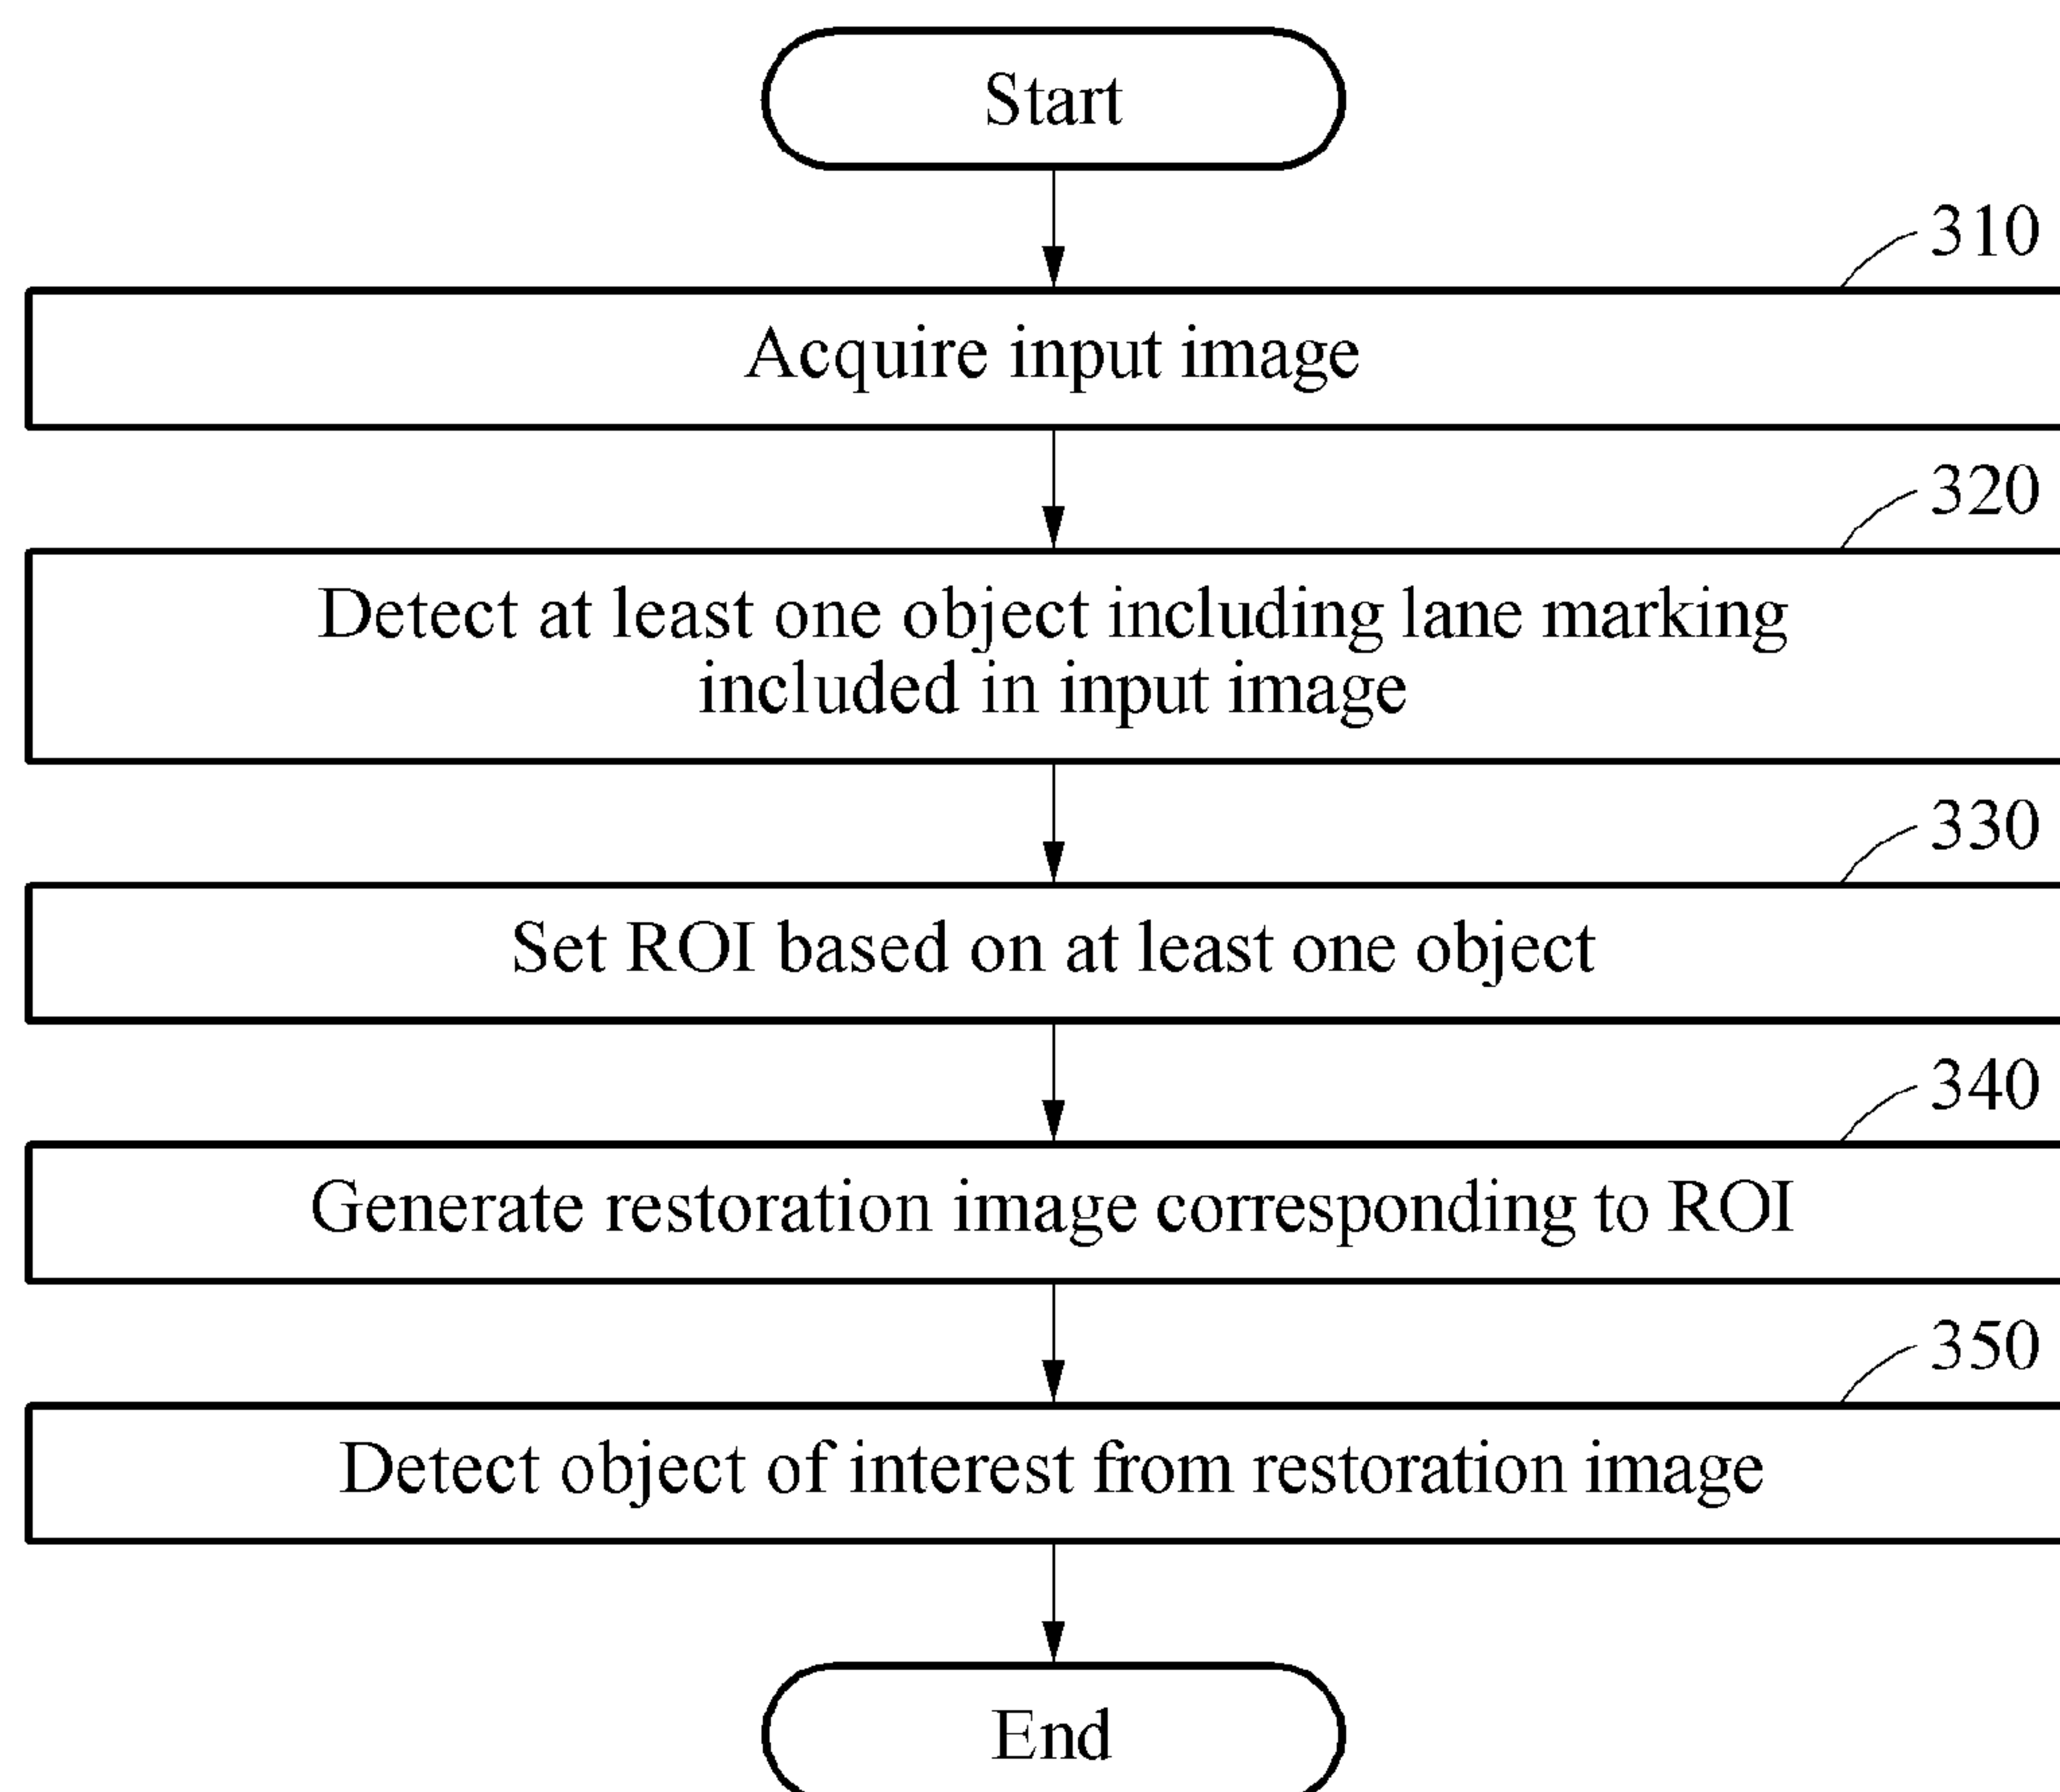 Start
310
Acquire input image
320
Detect at least one object including lane marking
included in input image
330
Set ROI based on at least one object
340
Generate restoration image corresponding to ROI
350
Detect object of interest from restoration image
End